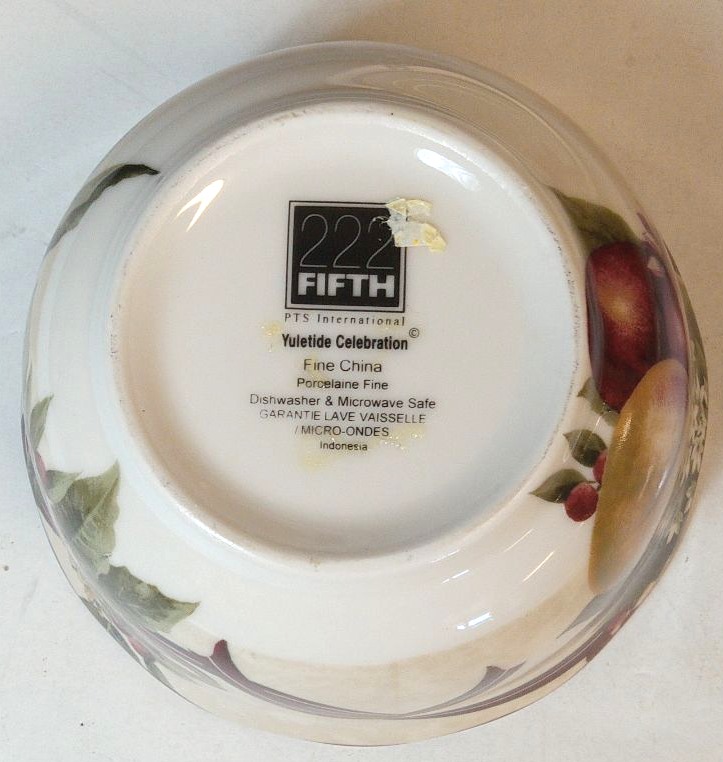 222
FIFTH
PTS International
Yuletide Celebration©
Fine China
Porcelaine Fine
Dishwasher & Microwave Safe
GARANTIE LAVE VAISSELLE
/ MICRO-ONDES
Indonesia